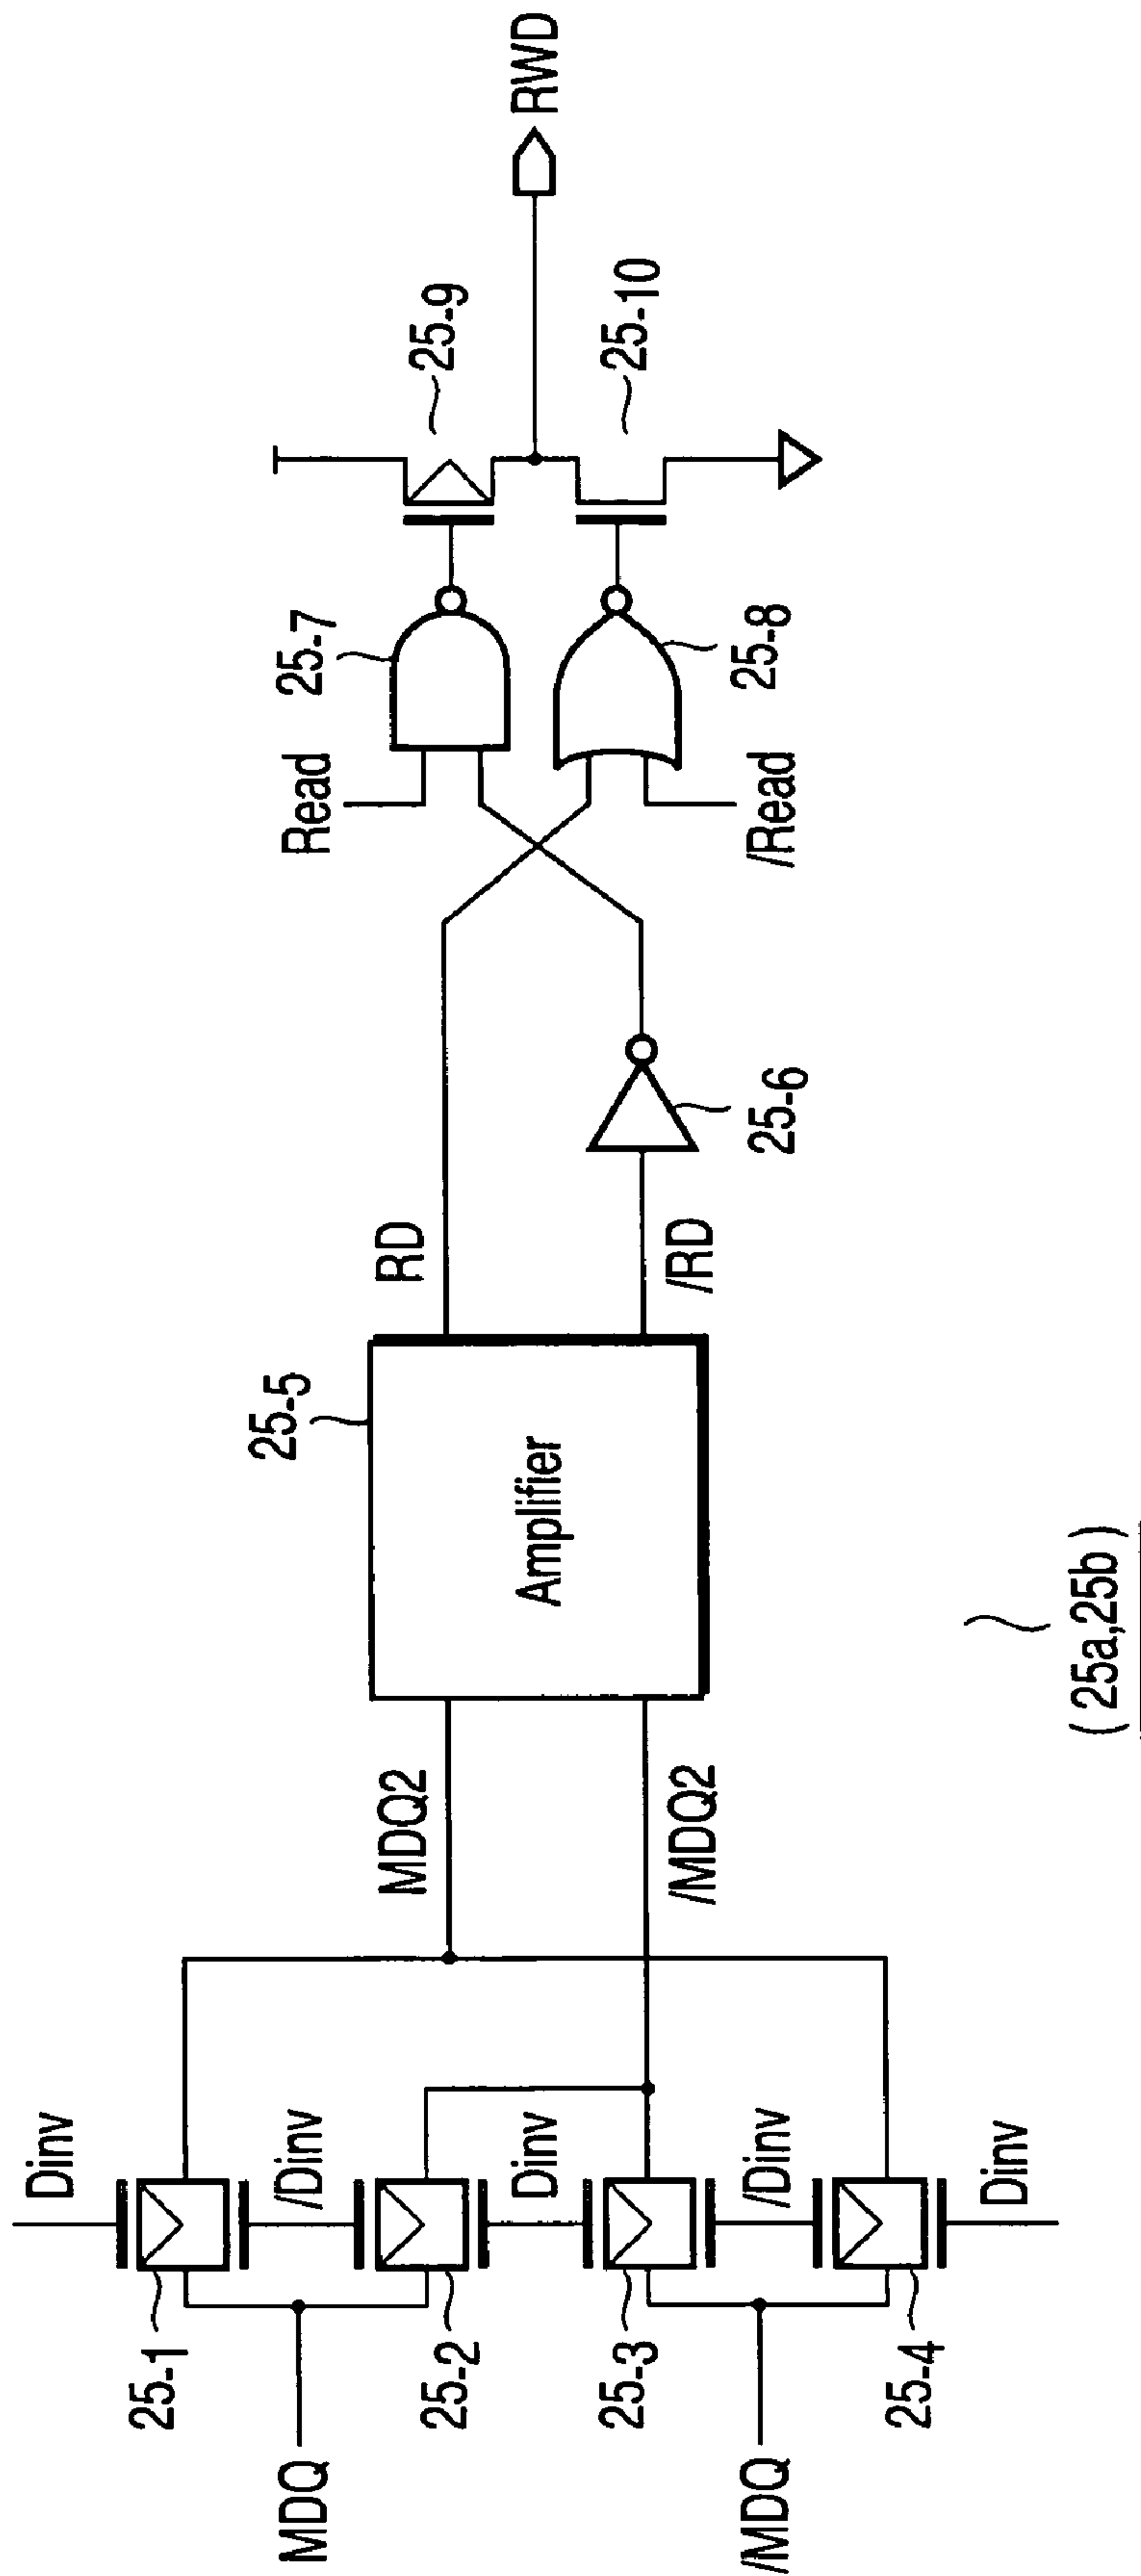 Dinv
25-1
MDQ
/Dinv
25-2
Dinv
25-3
/MDQ
/Dinv
25-4
Dinv
MDQ2
/MDQ2
25-5
Amplifier
RD
/RD
25-6
Read
25-7
/Read
25-8
25-9
25-10
RWD
( 25a,25b )